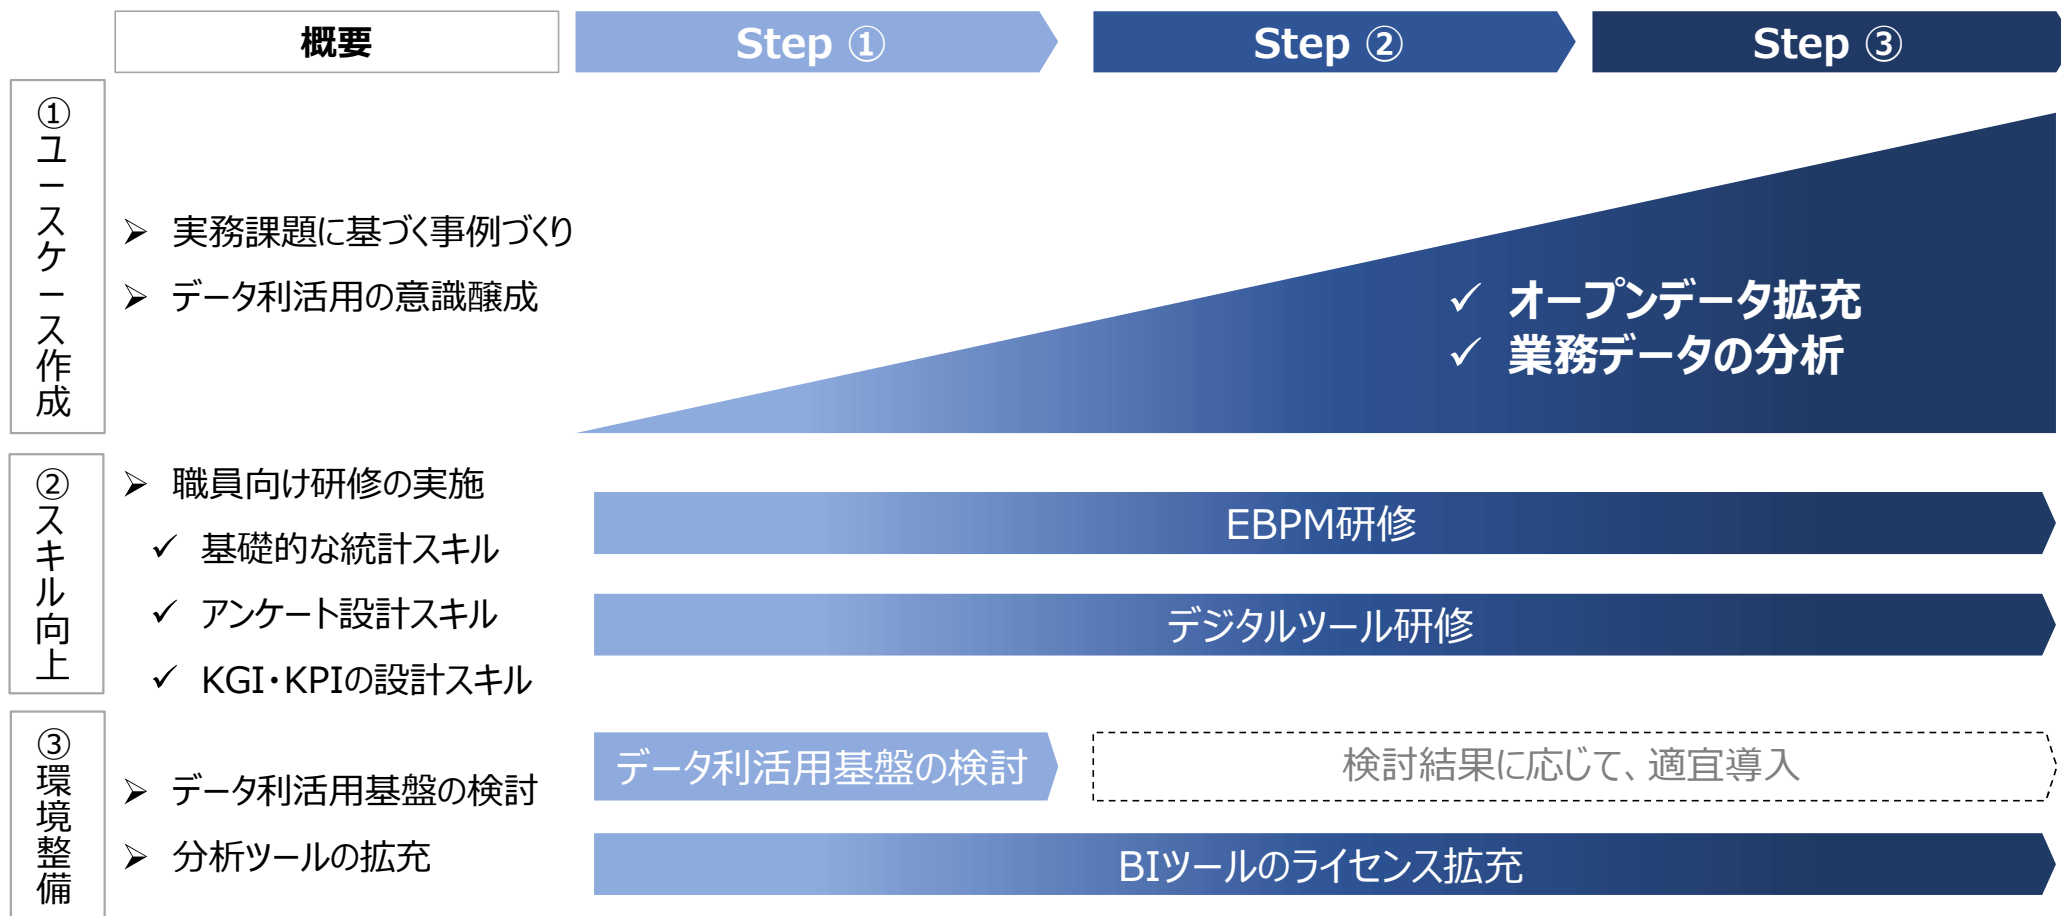 概要
Step ①
Step ②
Step ③
①ユースケース作成
➢ 実務課題に基づく事例づくり
➢ データ利活用の意識醸成
✓ オープンデータ拡充
✓ 業務データの分析
②スキル向上
➢ 職員向け研修の実施
✓ 基礎的な統計スキル
✓ アンケート設計スキル
✓ KGI・KPIの設計スキル
EBPM研修
デジタルツール研修
③環境整備
➢ データ利活用基盤の検討
➢ 分析ツールの拡充
データ利活用基盤の検討
検討結果に応じて、適宜導入
BIツールのライセンス拡充